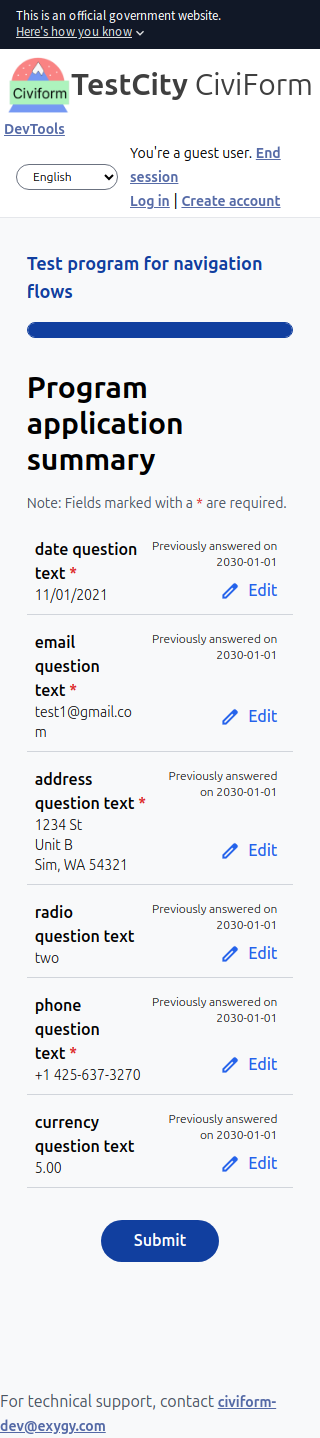 This is an official government website.
Here's how you know
Civiform
TestCity CiviForm
DevTools
English
You're a guest user. End
session
Log in | Create account
Test program for navigation
flows
Program
application
summary
Note: Fields marked with a * are required.
date question
text *
11/01/2021
Previously answered on
2030-01-01
Edit
email
question
text *
test1@gmail.co
m
Previously answered on
2030-01-01
Edit
address
question text *
1234 St
Unit B
Sim, WA 54321
Previously answered
on 2030-01-01
Edit
radio
question text
two
Previously answered on
2030-01-01
Edit
phone
question
text *
+1 425-637-3270
Previously answered on
2030-01-01
Edit
currency
question text
5.00
Previously answered
on 2030-01-01
Edit
Submit
For technical support, contact civiform-
dev@exygy.com